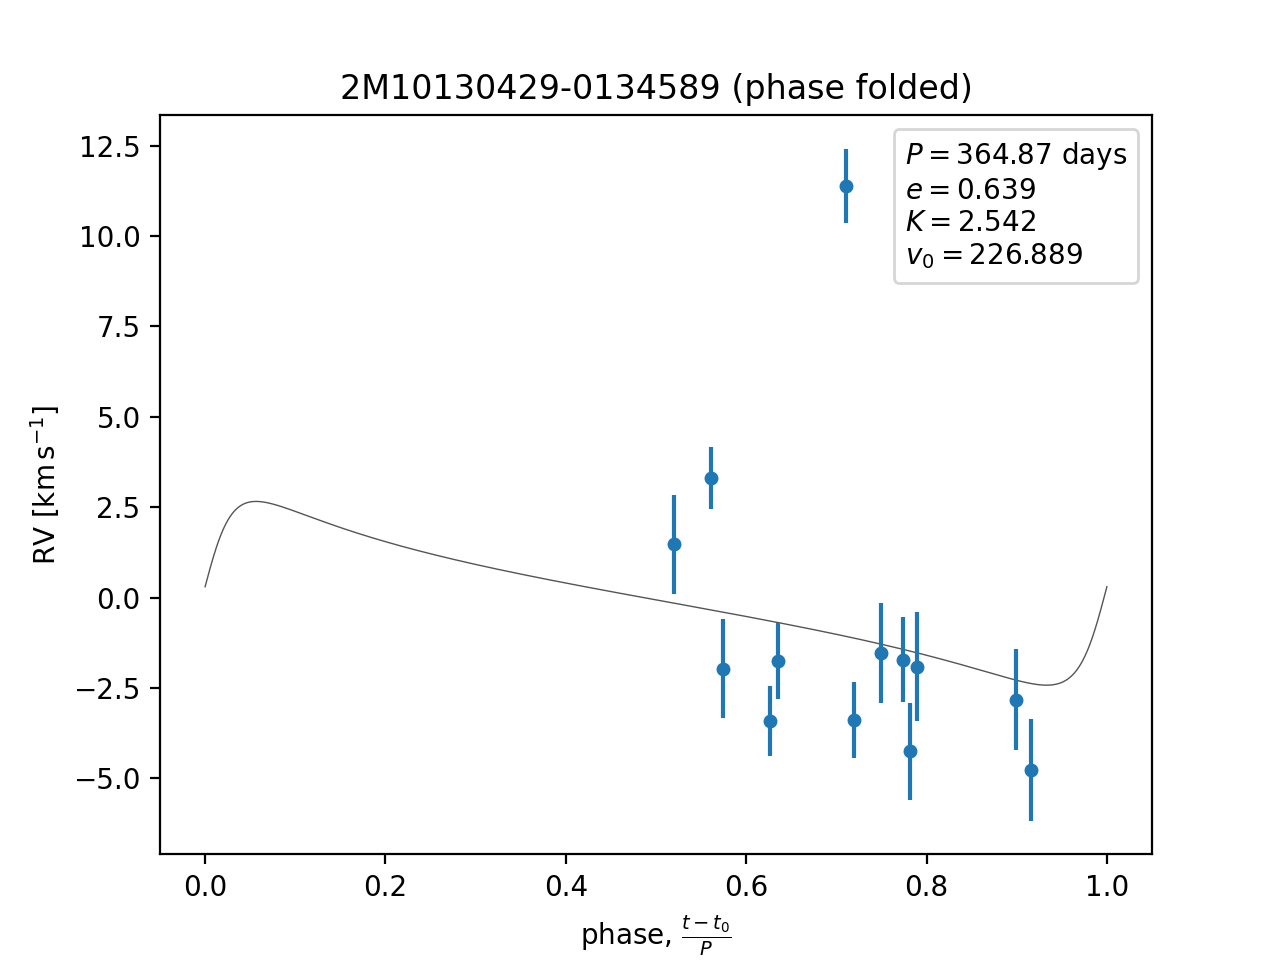 2M10130429-0134589 (phase folded)
P = 364.87 days
e = 0.639
K = 2.542
v₀ = 226.889
12.5
10.0
7.5
5.0
2.5
0.0
−2.5
−5.0
RV [km s⁻¹]
0.0 0.2 0.4 0.6 0.8 1.0
phase, (t − t₀)/P